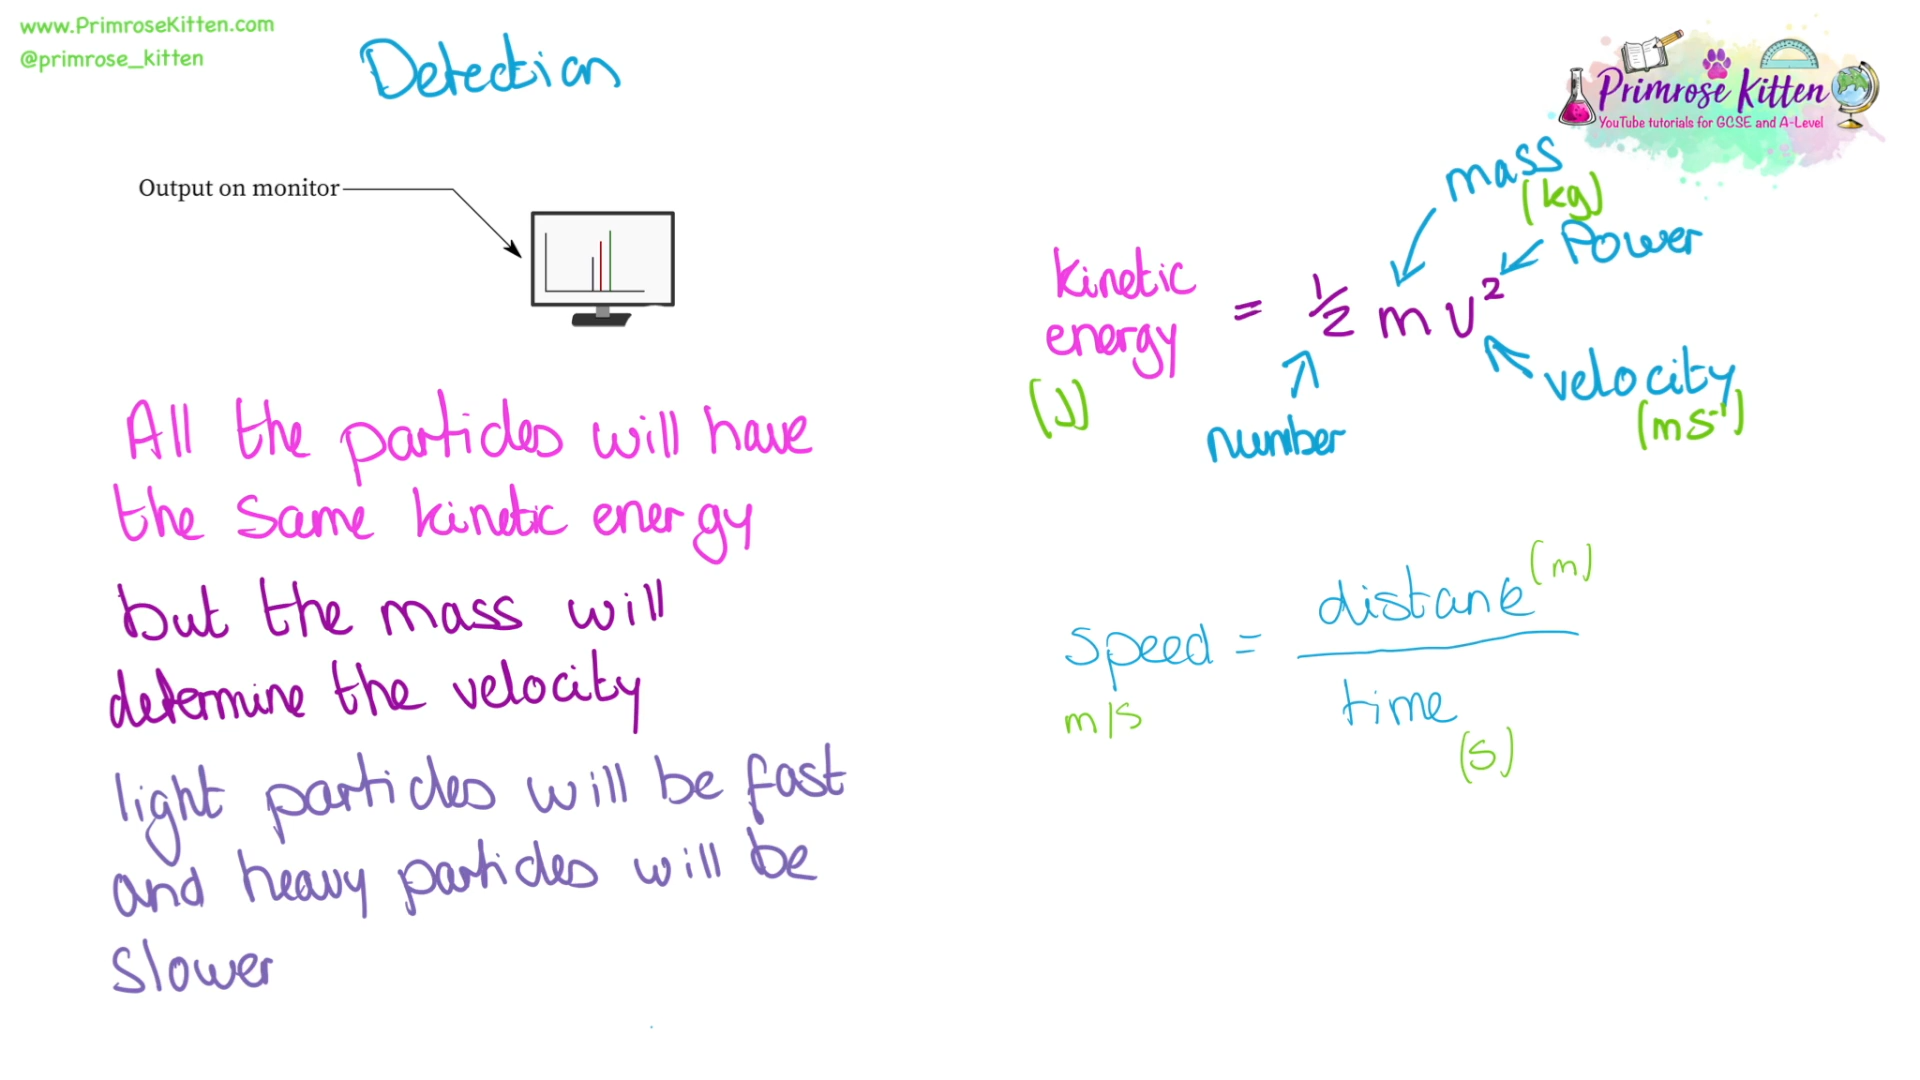 www.PrimroseKitten.com
@primrose_kitten
Detection
Primrose Kitten
YouTube tutorials for GCSE and A-Level
Output on monitor
All the particles will have
the same kinetic energy
but the mass will
determine the velocity
light particles will be fast
and heavy particles will be
slower
mass
(kg)
Power
kinetic
energy
= ½ m v²
(J)
number
velocity
(ms⁻¹)
distance (m)
speed =
time
m/s
(s)